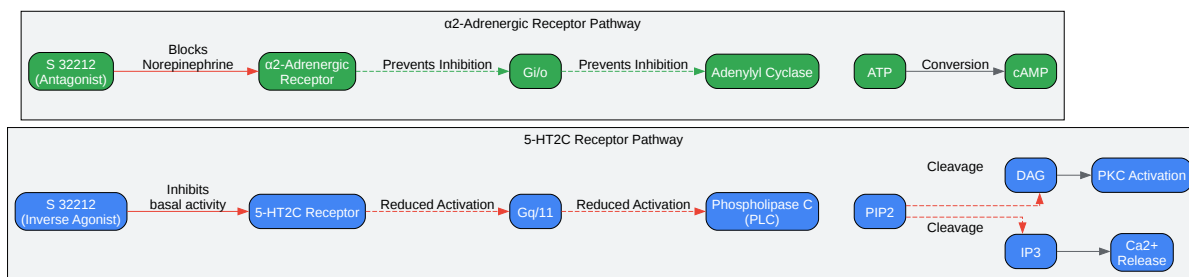 α2-Adrenergic Receptor Pathway
S 32212
(Antagonist)
Blocks
Norepinephrine
α2-Adrenergic
Receptor
Prevents Inhibition
Gi/o
Prevents Inhibition
Adenylyl Cyclase
ATP
Conversion
cAMP
5-HT2C Receptor Pathway
S 32212
(Inverse Agonist)
Inhibits
basal activity
5-HT2C Receptor
Reduced Activation
Gq/11
Reduced Activation
Phospholipase C
(PLC)
PIP2
Cleavage
DAG
PKC Activation
Cleavage
IP3
Ca2+
Release